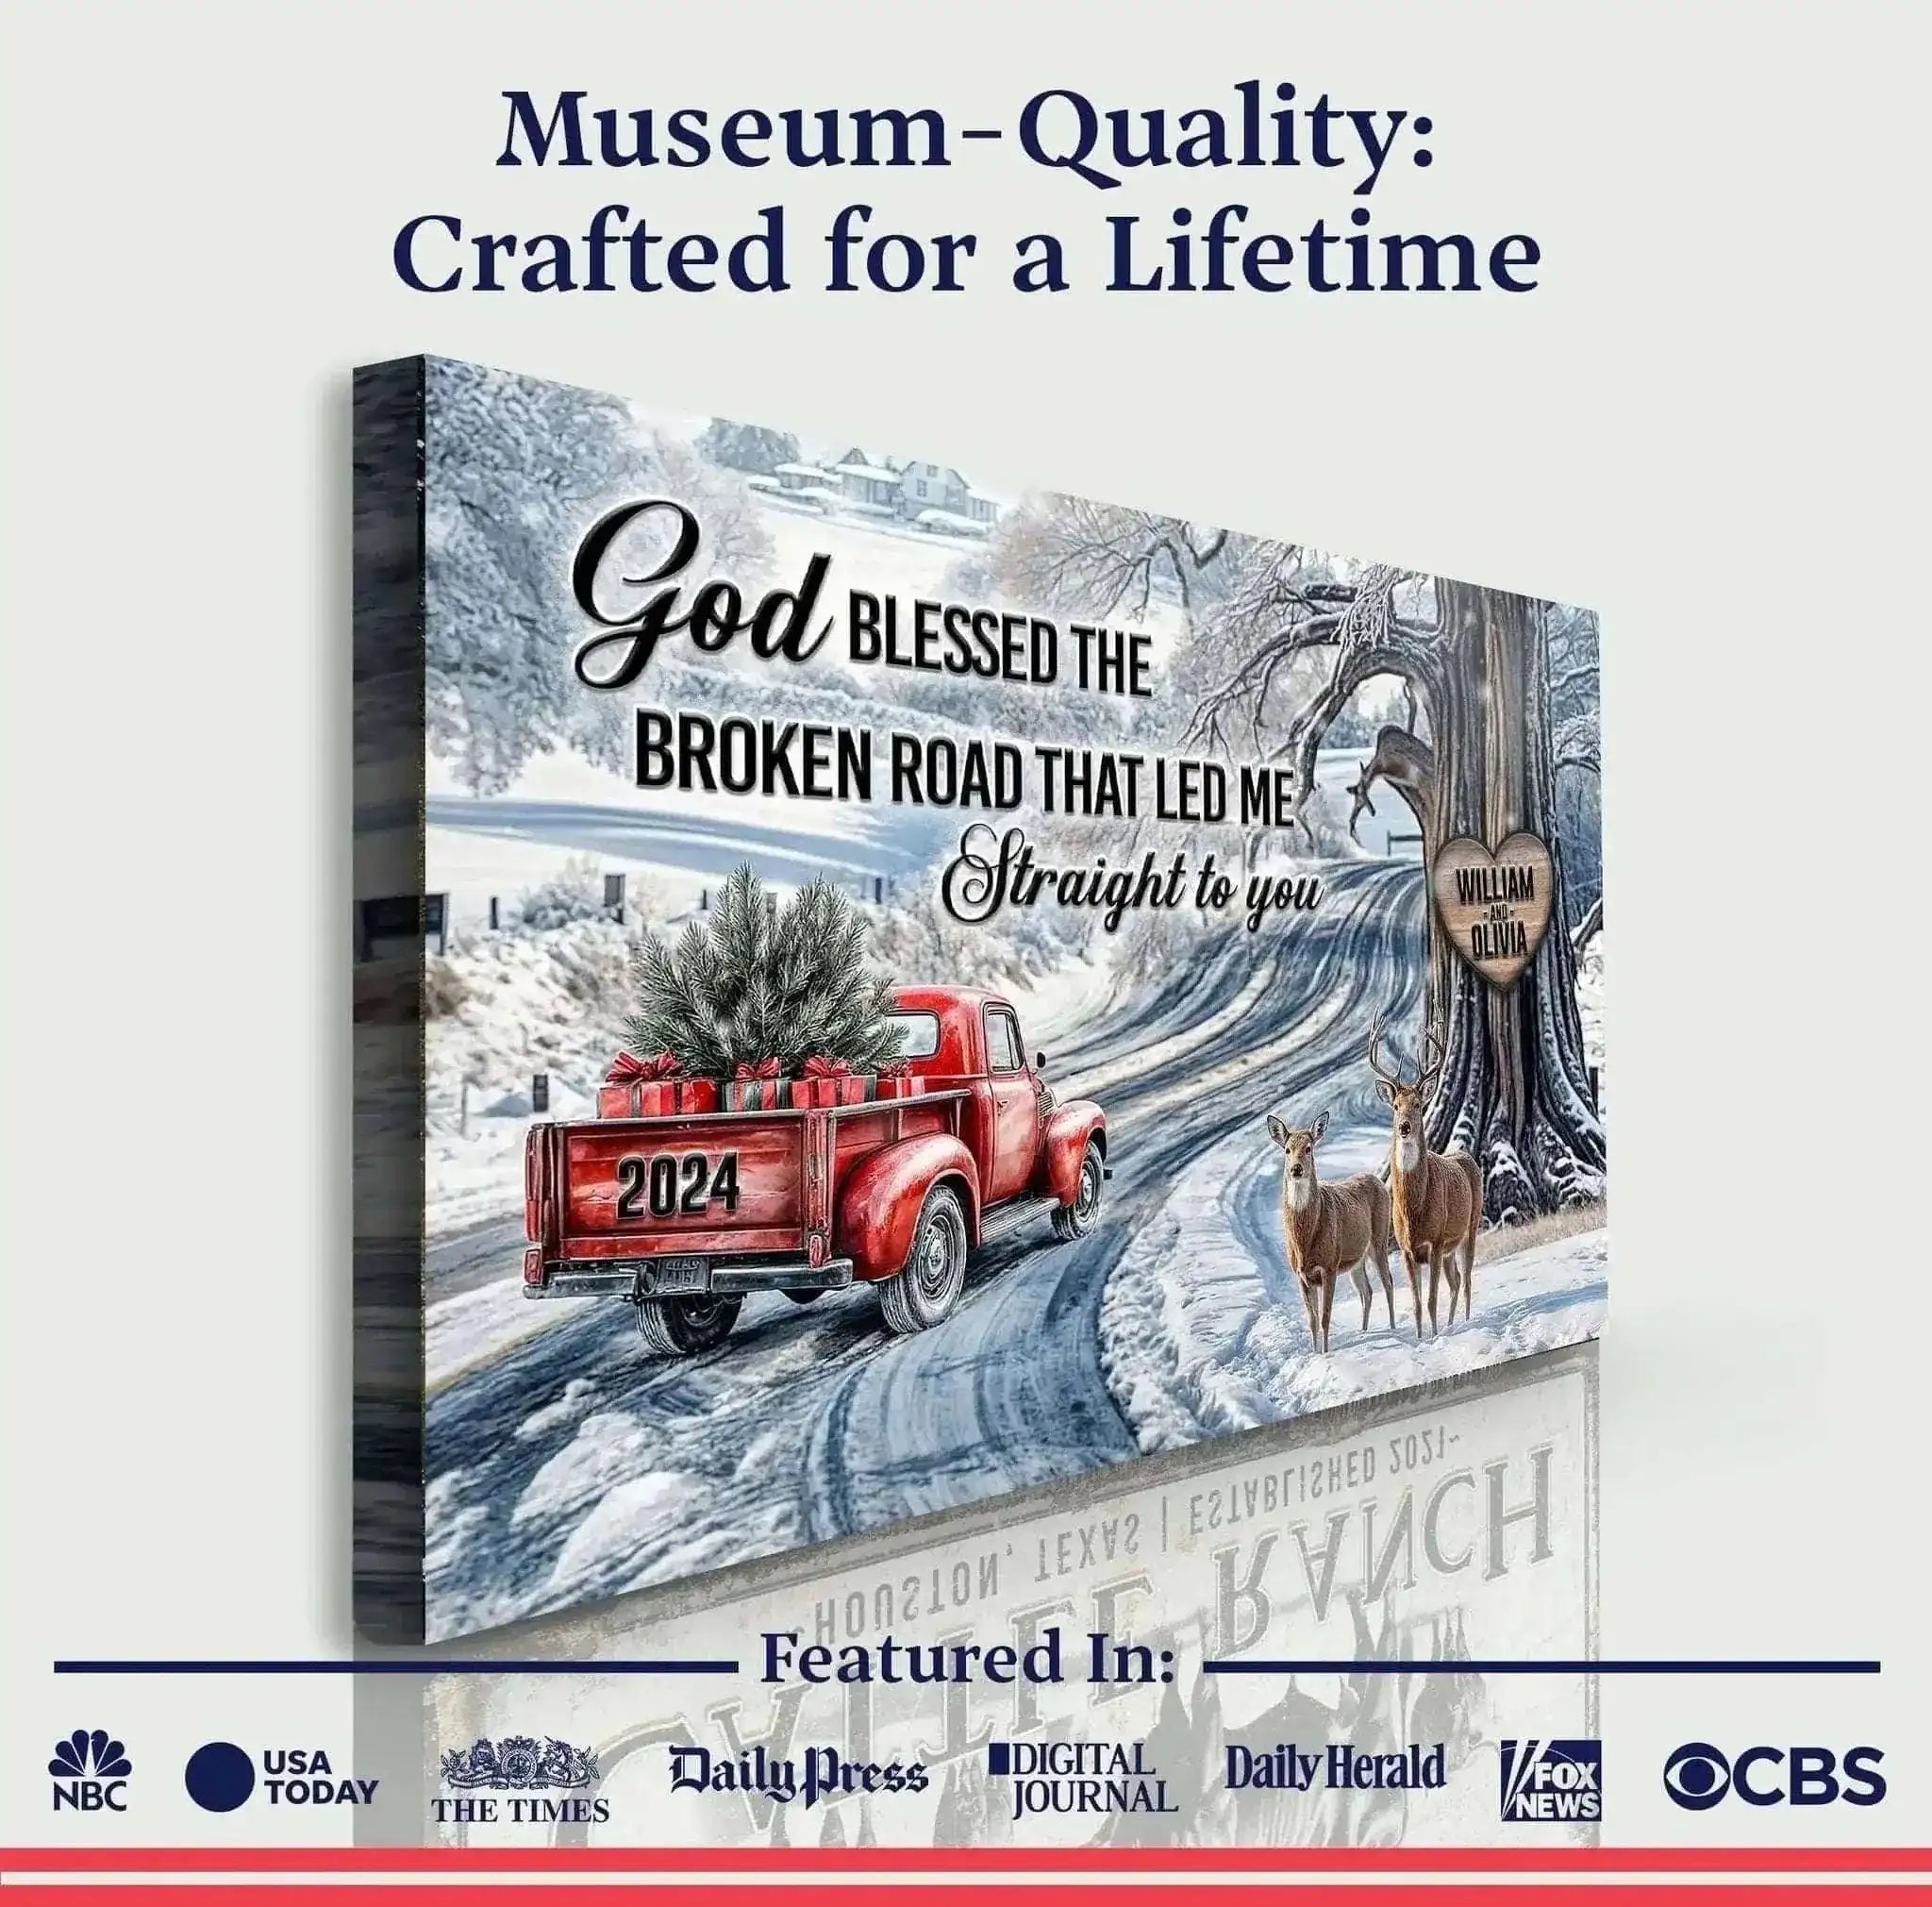 Museum-Quality:
Crafted for a Lifetime
God BLESSED THE
BROKEN ROAD THAT LED ME
Straight to you
WILLIAM
-AND-
OLIVIA
2024
HOUSTON, TEXAS | ESTABLISHED 2021~
RANCH
Featured In:
NBC
USA
TODAY
THE TIMES
Daily Press
DIGITAL
JOURNAL
Daily Herald
FOX
NEWS
CBS